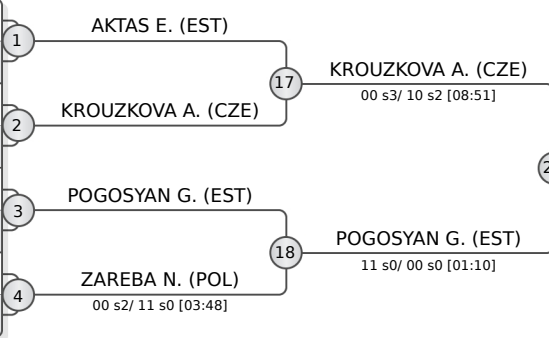 AKTAS E. (EST)
1
17
KROUZKOVA A. (CZE)
00 s3/ 10 s2 [08:51]
KROUZKOVA A. (CZE)
2
POGOSYAN G. (EST)
3
18
POGOSYAN G. (EST)
11 s0/ 00 s0 [01:10]
ZAREBA N. (POL)
4
00 s2/ 11 s0 [03:48]